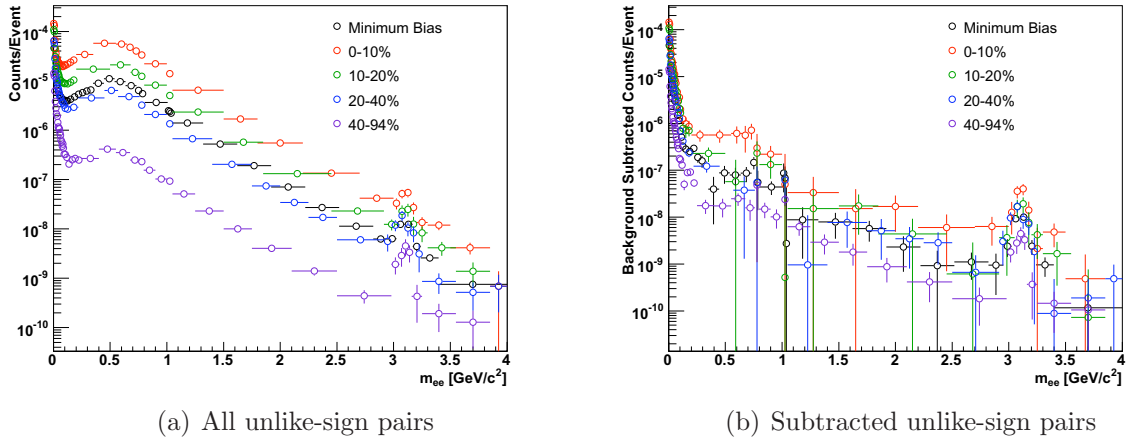 Counts/Event
10⁻⁴
10⁻⁵
10⁻⁶
10⁻⁷
10⁻⁸
10⁻⁹
10⁻¹⁰
Minimum Bias
0-10%
10-20%
20-40%
40-94%
0 0.5 1 1.5 2 2.5 3 3.5 4
mₑₑ [GeV/c²]
(a) All unlike-sign pairs
Background Subtracted Counts/Event
10⁻⁴
10⁻⁵
10⁻⁶
10⁻⁷
10⁻⁸
10⁻⁹
10⁻¹⁰
Minimum Bias
0-10%
10-20%
20-40%
40-94%
0 0.5 1 1.5 2 2.5 3 3.5 4
mₑₑ [GeV/c²]
(b) Subtracted unlike-sign pairs